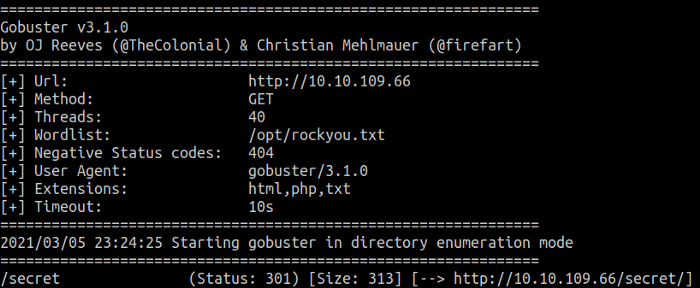 ===============================================================
Gobuster v3.1.0
by OJ Reeves (@TheColonial) & Christian Mehlmauer (@firefart)
===============================================================
[+] Url:                     http://10.10.109.66
[+] Method:                  GET
[+] Threads:                 40
[+] Wordlist:                /opt/rockyou.txt
[+] Negative Status codes:   404
[+] User Agent:              gobuster/3.1.0
[+] Extensions:              html,php,txt
[+] Timeout:                 10s
===============================================================
2021/03/05 23:24:25 Starting gobuster in directory enumeration mode
===============================================================
/secret               (Status: 301) [Size: 313] [--> http://10.10.109.66/secret/]